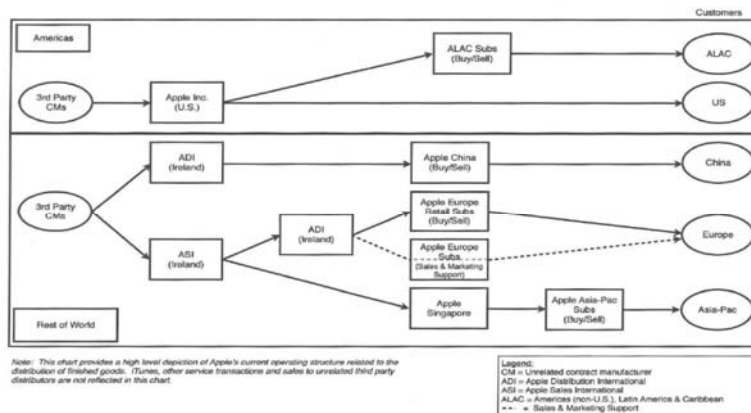 Customers
Americas
ALAC Subs
(Buy/Sell)
ALAC
3rd Party
CMs
Apple Inc.
(U.S.)
US
ADI
(Ireland)
Apple China
(Buy/Sell)
China
3rd Party
CMs
ADI
(Ireland)
Apple Europe
Retail Subs
(Buy/Sell)
Europe
ASI
(Ireland)
Apple Europe
Subs
(Sales & Marketing
Support)
Apple
Singapore
Apple Asia-Pac
Subs
(Buy/Sell)
Asia-Pac
Rest of World
Note: This chart provides a high level depiction of Apple's current operating structure related to the
distribution of finished goods. iTunes, other service transactions and sales to unrelated third party
distributors are not reflected in this chart.
Legend:
CM = Unrelated contract manufacturer
ADI = Apple Distribution International
ASI = Apple Sales International
ALAC = Americas (non-U.S.), Latin America & Caribbean
---- = Sales & Marketing Support